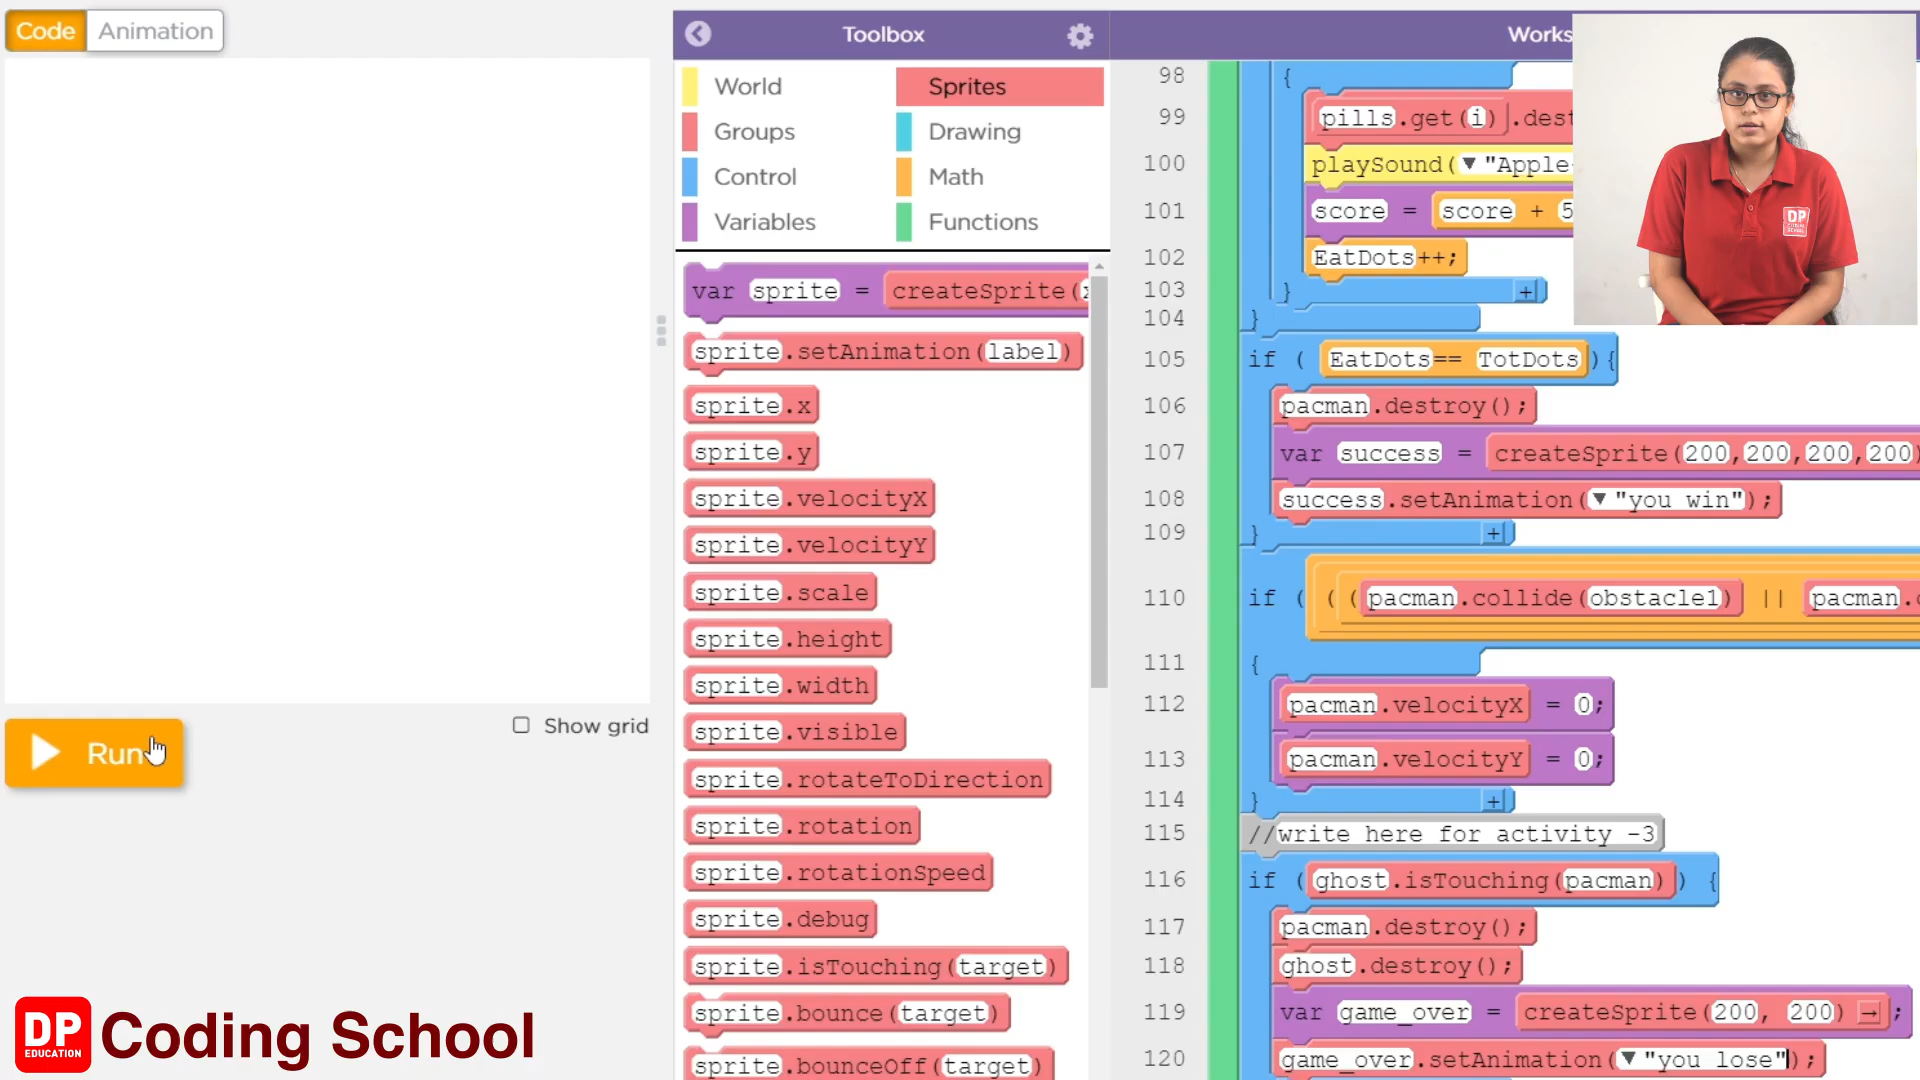 Code Animation
Toolbox
Works
World Sprites
Groups Drawing
Control Math
Variables Functions
var sprite = createSprite(
sprite.setAnimation(label)
sprite.x
sprite.y
sprite.velocityX
sprite.velocityY
sprite.scale
sprite.height
sprite.width
sprite.visible
sprite.rotateToDirection
sprite.rotation
sprite.rotationSpeed
sprite.debug
sprite.isTouching(target)
sprite.bounce(target)
sprite.bounceOff(target)
Show grid
Run
98 {
99 pills.get(i).dest
100 playSound(▼"Apple
101 score = score + 5
102 EatDots++;
103 } +
104 }
105 if ( EatDots== TotDots ){
106 pacman.destroy();
107 var success = createSprite(200,200,200,200)
108 success.setAnimation(▼"you win");
109 } +
110 if ( ( (pacman.collide(obstacle1) || pacman.
111 {
112 pacman.velocityX = 0;
113 pacman.velocityY = 0;
114 } +
115 //write here for activity -3
116 if (ghost.isTouching(pacman)) {
117 pacman.destroy();
118 ghost.destroy();
119 var game_over = createSprite(200, 200) → ;
120 game_over.setAnimation(▼"you lose");
DP
CODING
SCHOOL
DP
EDUCATION
Coding School